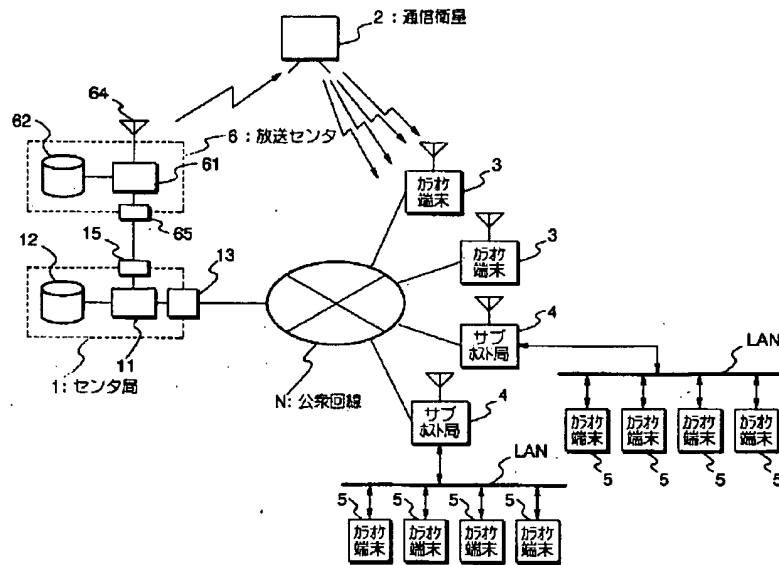 2：通信衛星
64
62
6：放送センタ
61
65
3
カラオケ
端末
12
15
13
3
カラオケ
端末
11
1：センタ局
N：公衆回線
4
サブ
ホスト局
LAN
4
サブ
ホスト局
カラオケ
端末
カラオケ
端末
カラオケ
端末
カラオケ
端末
5
5
5
5
LAN
5
5
5
5
カラオケ
端末
カラオケ
端末
カラオケ
端末
カラオケ
端末